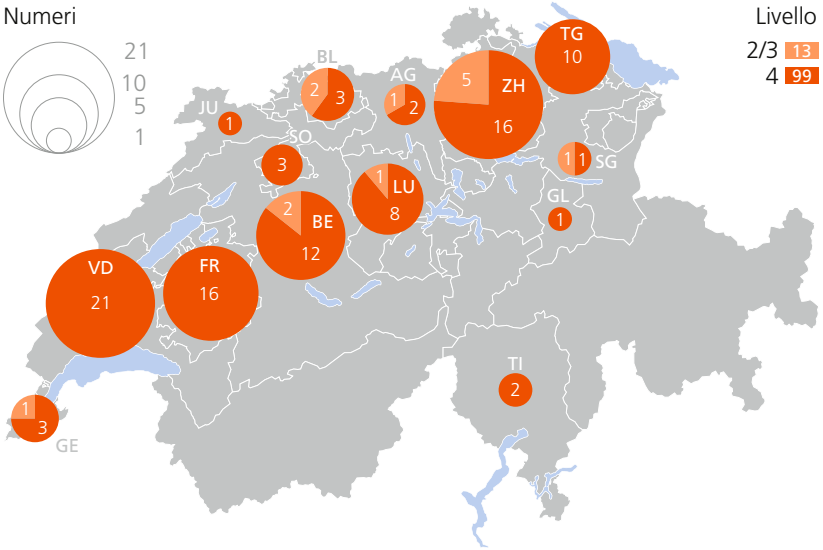 Numeri
21
10
5
1
Livello
2/3 13
4 99
TG
10
BL
2 3
AG
1 2
5 ZH
16
JU
1
SO
3
1 1 SG
1 LU
8
GL
1
2 BE
12
VD
21
FR
16
TI
2
1
3
GE